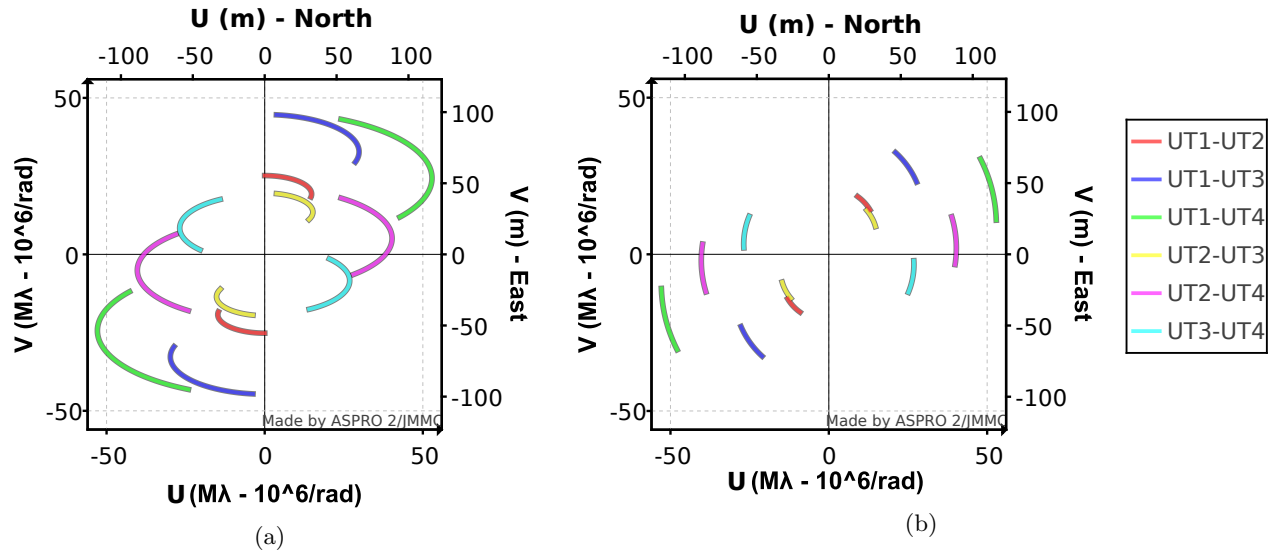 U (m) - North
-100 -50 0 50 100
50
0
-50
V (Mλ - 10^6/rad)
100
50
0
-50
-100
V (m) - East
Made by ASPRO 2/JMMC
-50 0 50
U (Mλ - 10^6/rad)
(a)
U (m) - North
-100 -50 0 50 100
50
0
-50
V (Mλ - 10^6/rad)
100
50
0
-50
-100
V (m) - East
Made by ASPRO 2/JMMC
-50 0 50
U (Mλ - 10^6/rad)
(b)
UT1-UT2
UT1-UT3
UT1-UT4
UT2-UT3
UT2-UT4
UT3-UT4